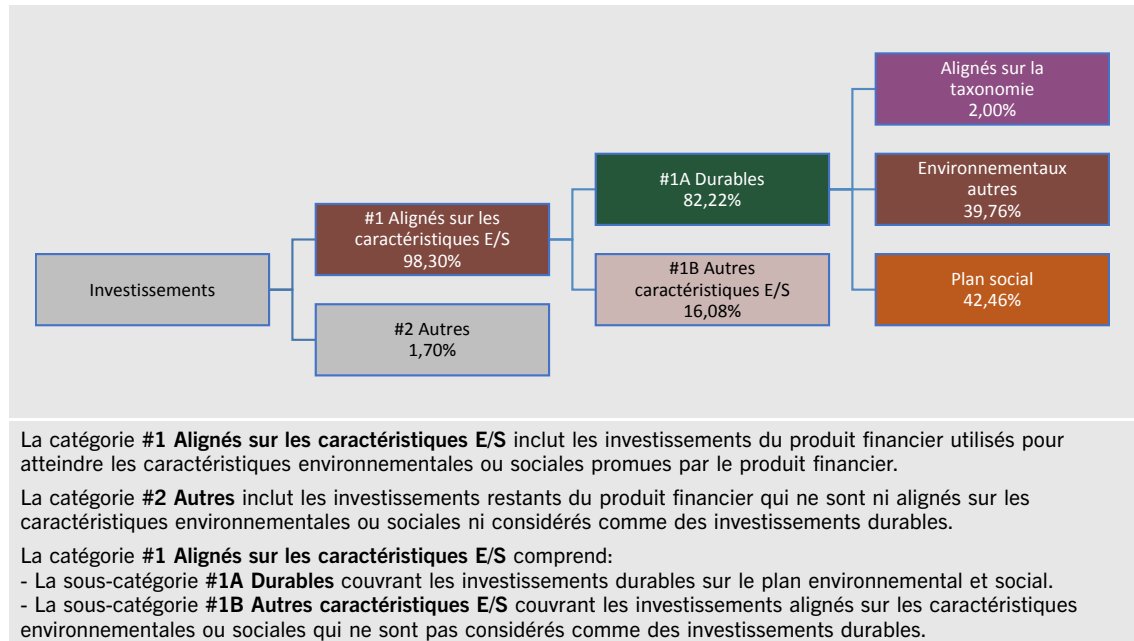 Investissements
#1 Alignés sur les
caractéristiques E/S
98,30%
#2 Autres
1,70%
#1A Durables
82,22%
#1B Autres
caractéristiques E/S
16,08%
Alignés sur la
taxonomie
2,00%
Environnementaux
autres
39,76%
Plan social
42,46%
La catégorie #1 Alignés sur les caractéristiques E/S inclut les investissements du produit financier utilisés pour
atteindre les caractéristiques environnementales ou sociales promues par le produit financier.
La catégorie #2 Autres inclut les investissements restants du produit financier qui ne sont ni alignés sur les
caractéristiques environnementales ou sociales ni considérés comme des investissements durables.
La catégorie #1 Alignés sur les caractéristiques E/S comprend:
- La sous-catégorie #1A Durables couvrant les investissements durables sur le plan environnemental et social.
- La sous-catégorie #1B Autres caractéristiques E/S couvrant les investissements alignés sur les caractéristiques
environnementales ou sociales qui ne sont pas considérés comme des investissements durables.